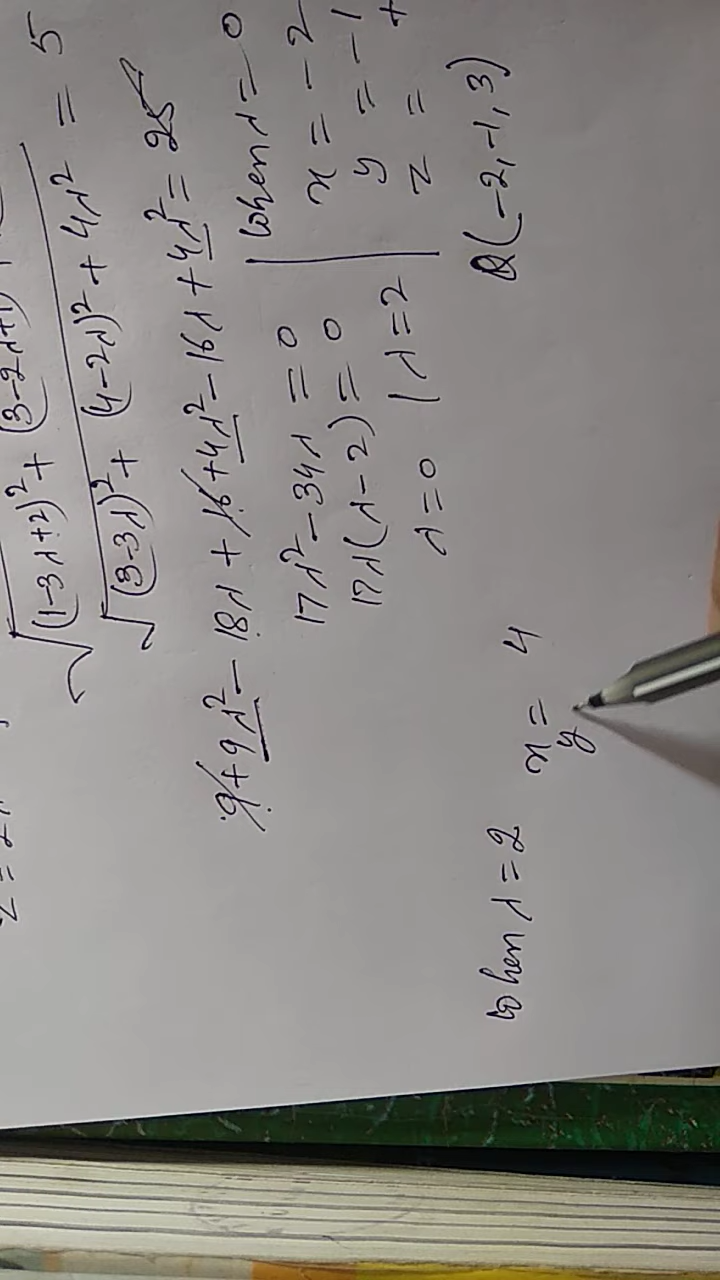 √(1-3λ+2)² + (3-2λ+1)
√(3-3λ)² + (4-2λ)² + 4λ² = 5
9 + 9λ² - 18λ + 16 + 4λ² - 16λ + 4λ² = 25
17λ² - 34λ = 0
17λ(λ-2) = 0
λ=0 | λ=2
When λ = 0
x = -2
y = -1
z = +
Q(-2,-1,3)
When λ=2 x = 4
y